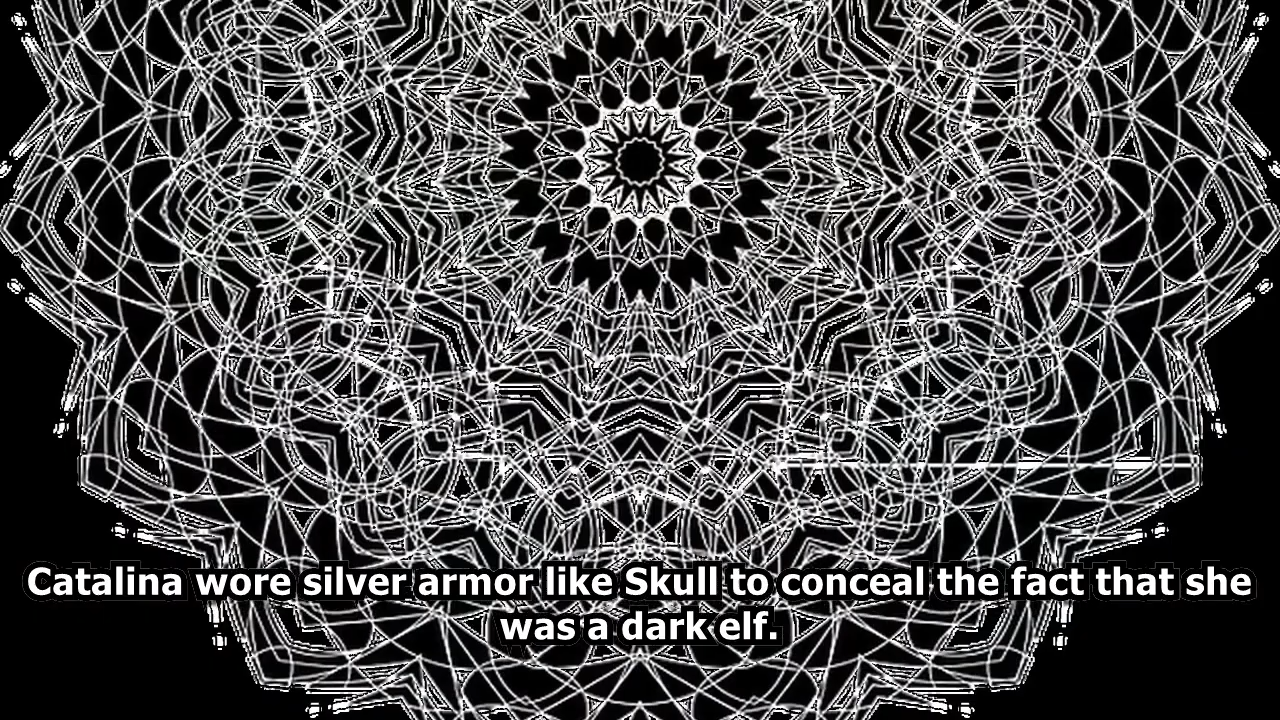 Catalina wore silver armor like Skull to conceal the fact that she
was a dark elf.